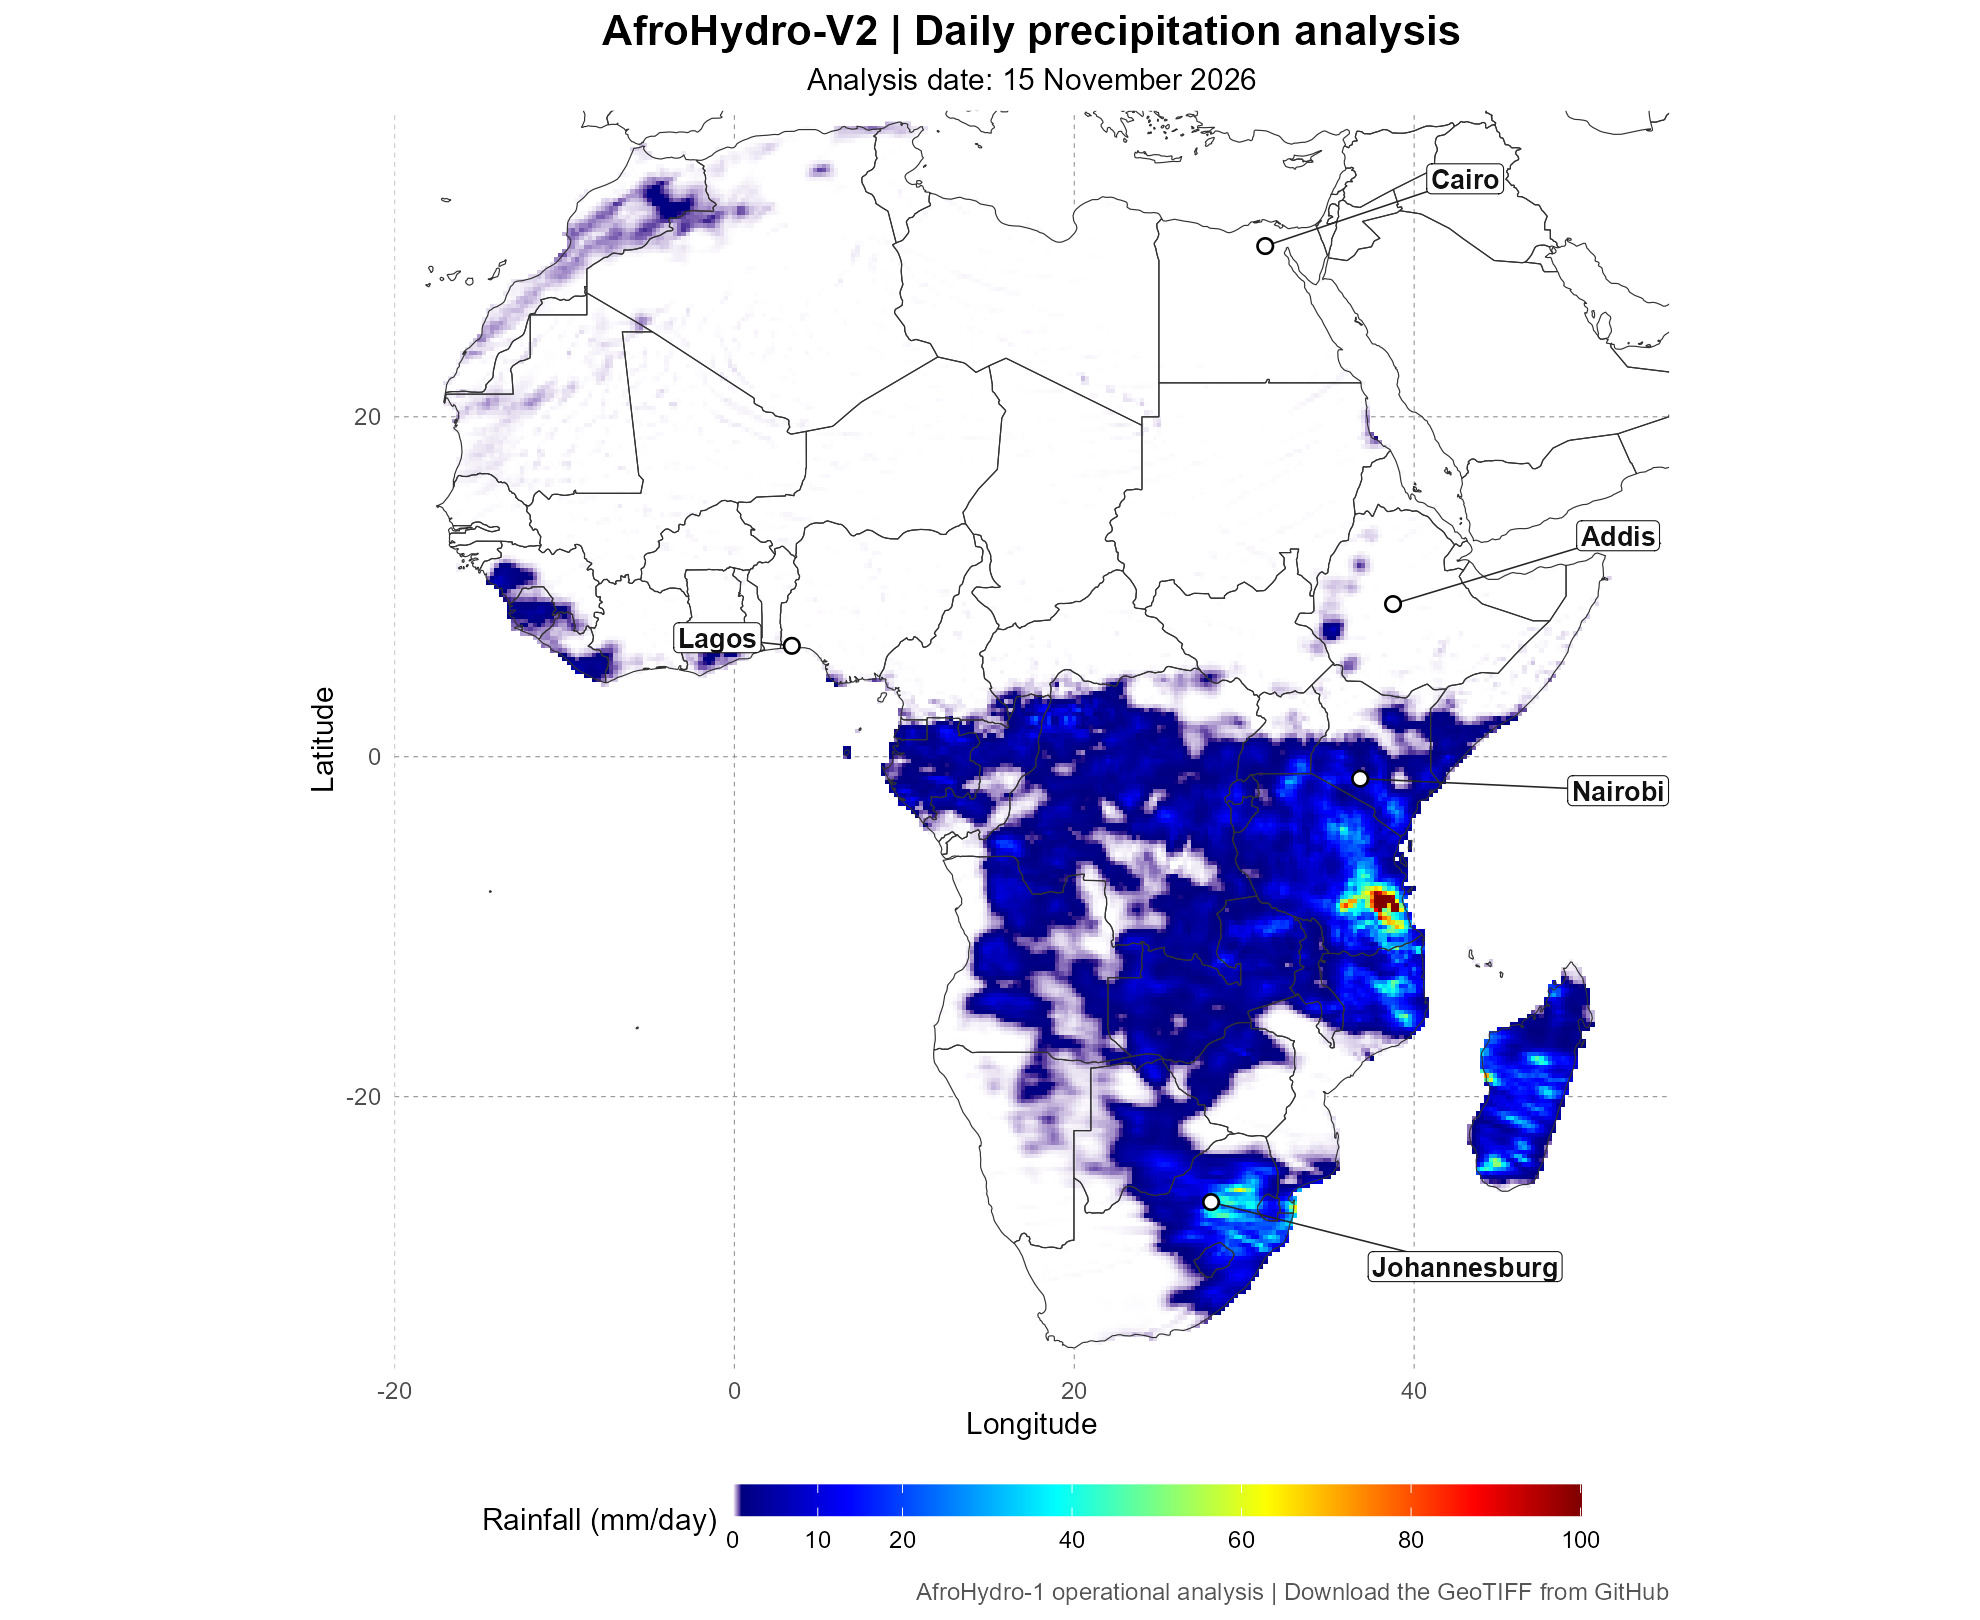 AfroHydro-V2 | Daily precipitation analysis
Analysis date: 15 November 2026
Cairo
20
Addis
Lagos
Latitude
0
Nairobi
-20
Johannesburg
-20 0 20 40
Longitude
Rainfall (mm/day)
0 10 20 40 60 80 100
AfroHydro-1 operational analysis | Download the GeoTIFF from GitHub